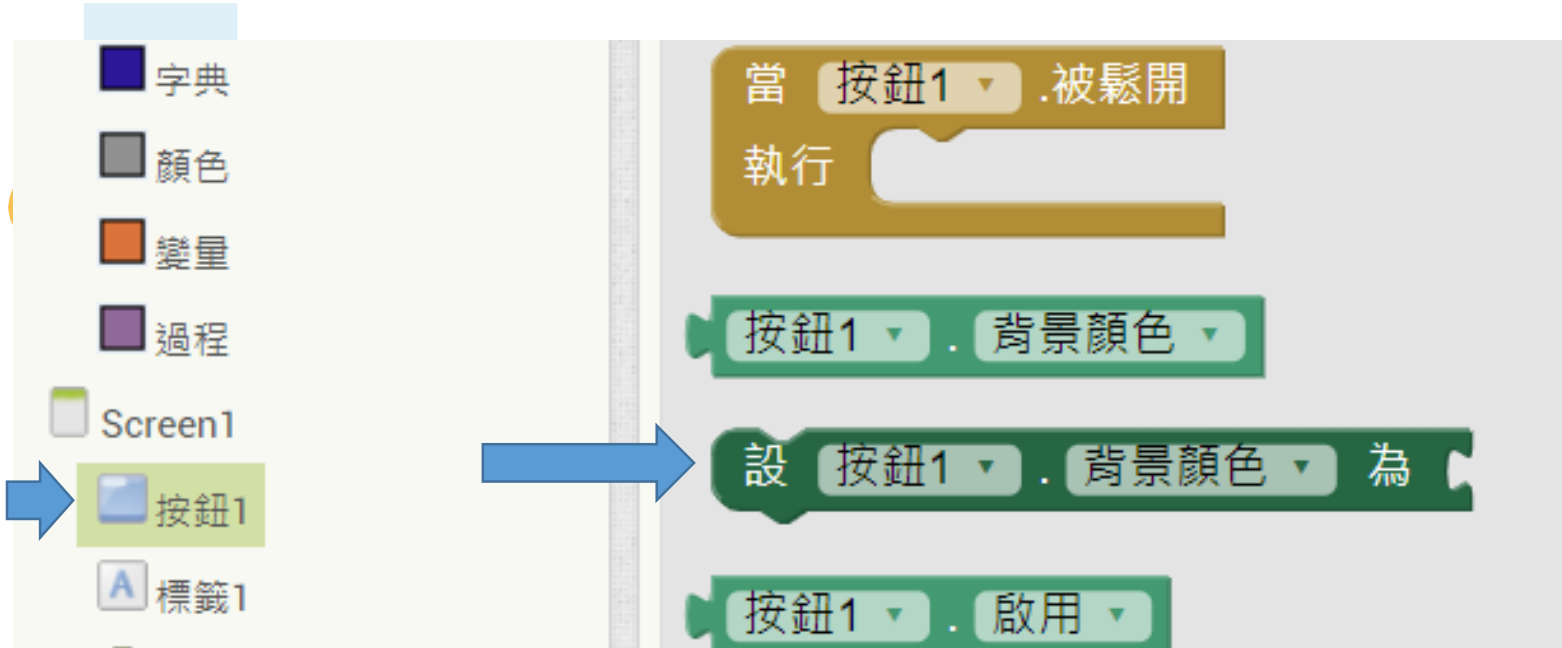 字典
顏色
變量
過程
Screen1
按鈕1
標籤1
當 按鈕1 .被鬆開
執行
按鈕1 . 背景顏色
設 按鈕1 . 背景顏色 為
按鈕1 . 啟用